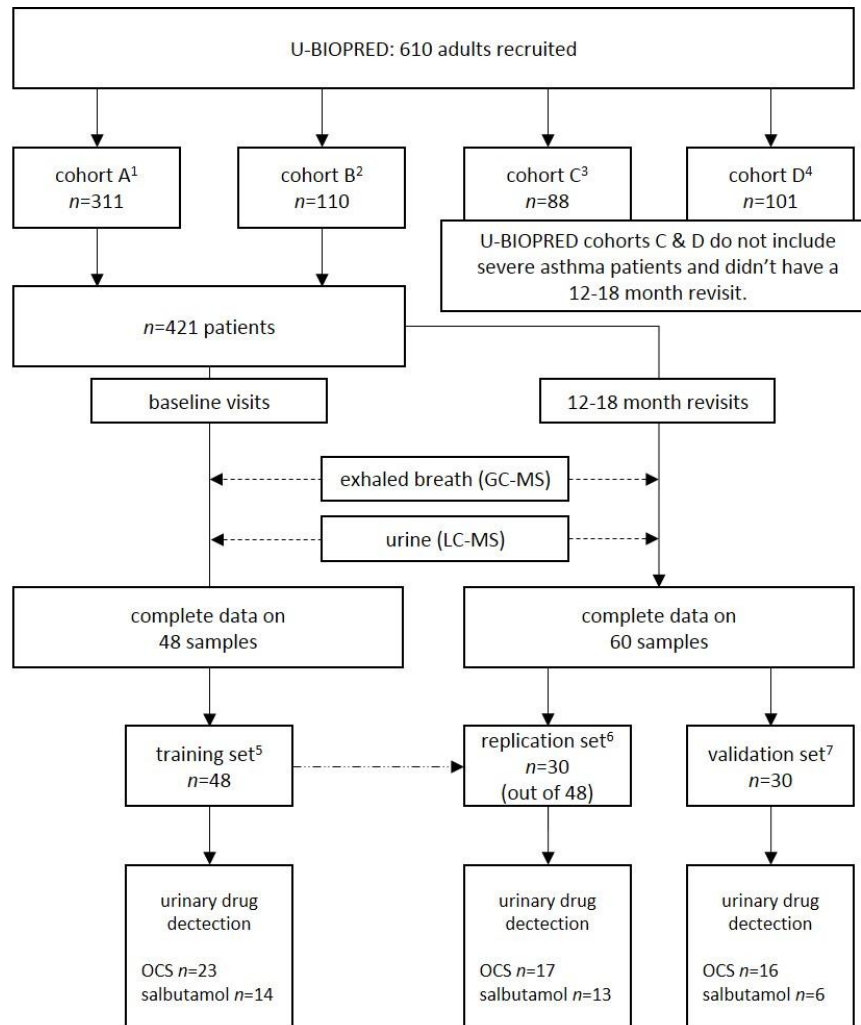 U-BIOPRED: 610 adults recruited
cohort A¹
n=311
cohort B²
n=110
cohort C³
n=88
cohort D⁴
n=101
U-BIOPRED cohorts C & D do not include
severe asthma patients and didn't have a
12-18 month revisit.
n=421 patients
baseline visits
12-18 month revisits
exhaled breath (GC-MS)
urine (LC-MS)
complete data on
48 samples
complete data on
60 samples
training set⁵
n=48
replication set⁶
n=30
(out of 48)
validation set⁷
n=30
urinary drug
dectection
OCS n=23
salbutamol n=14
urinary drug
dectection
OCS n=17
salbutamol n=13
urinary drug
dectection
OCS n=16
salbutamol n=6